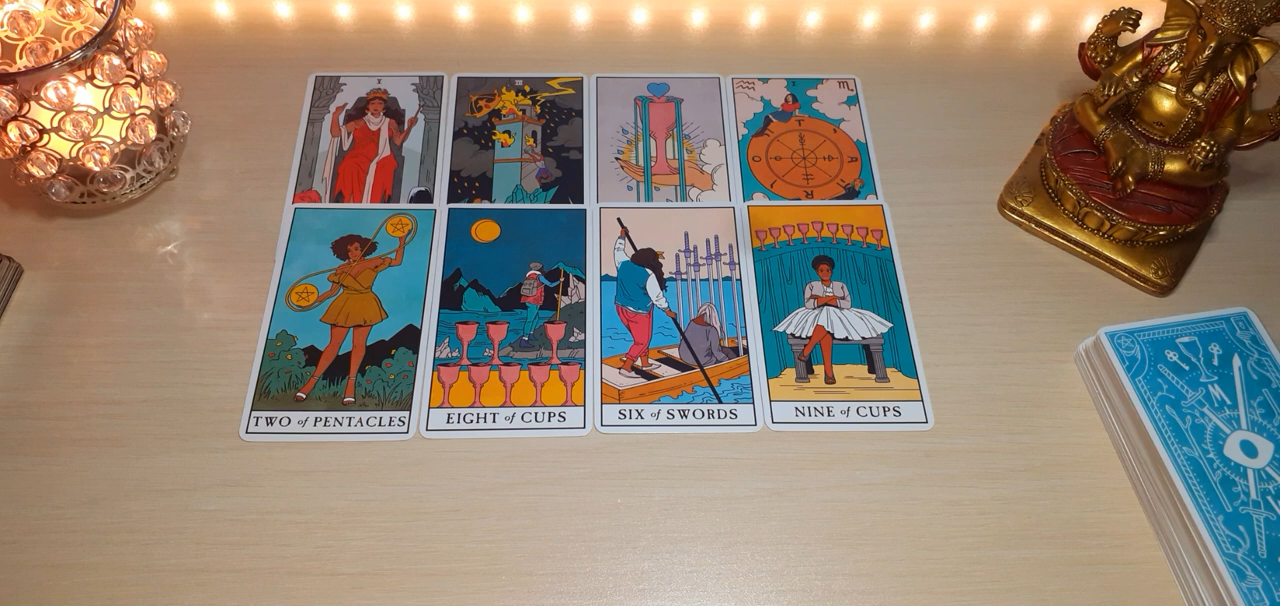 T
O A
R
TWO of PENTACLES
EIGHT of CUPS
SIX of SWORDS
NINE of CUPS